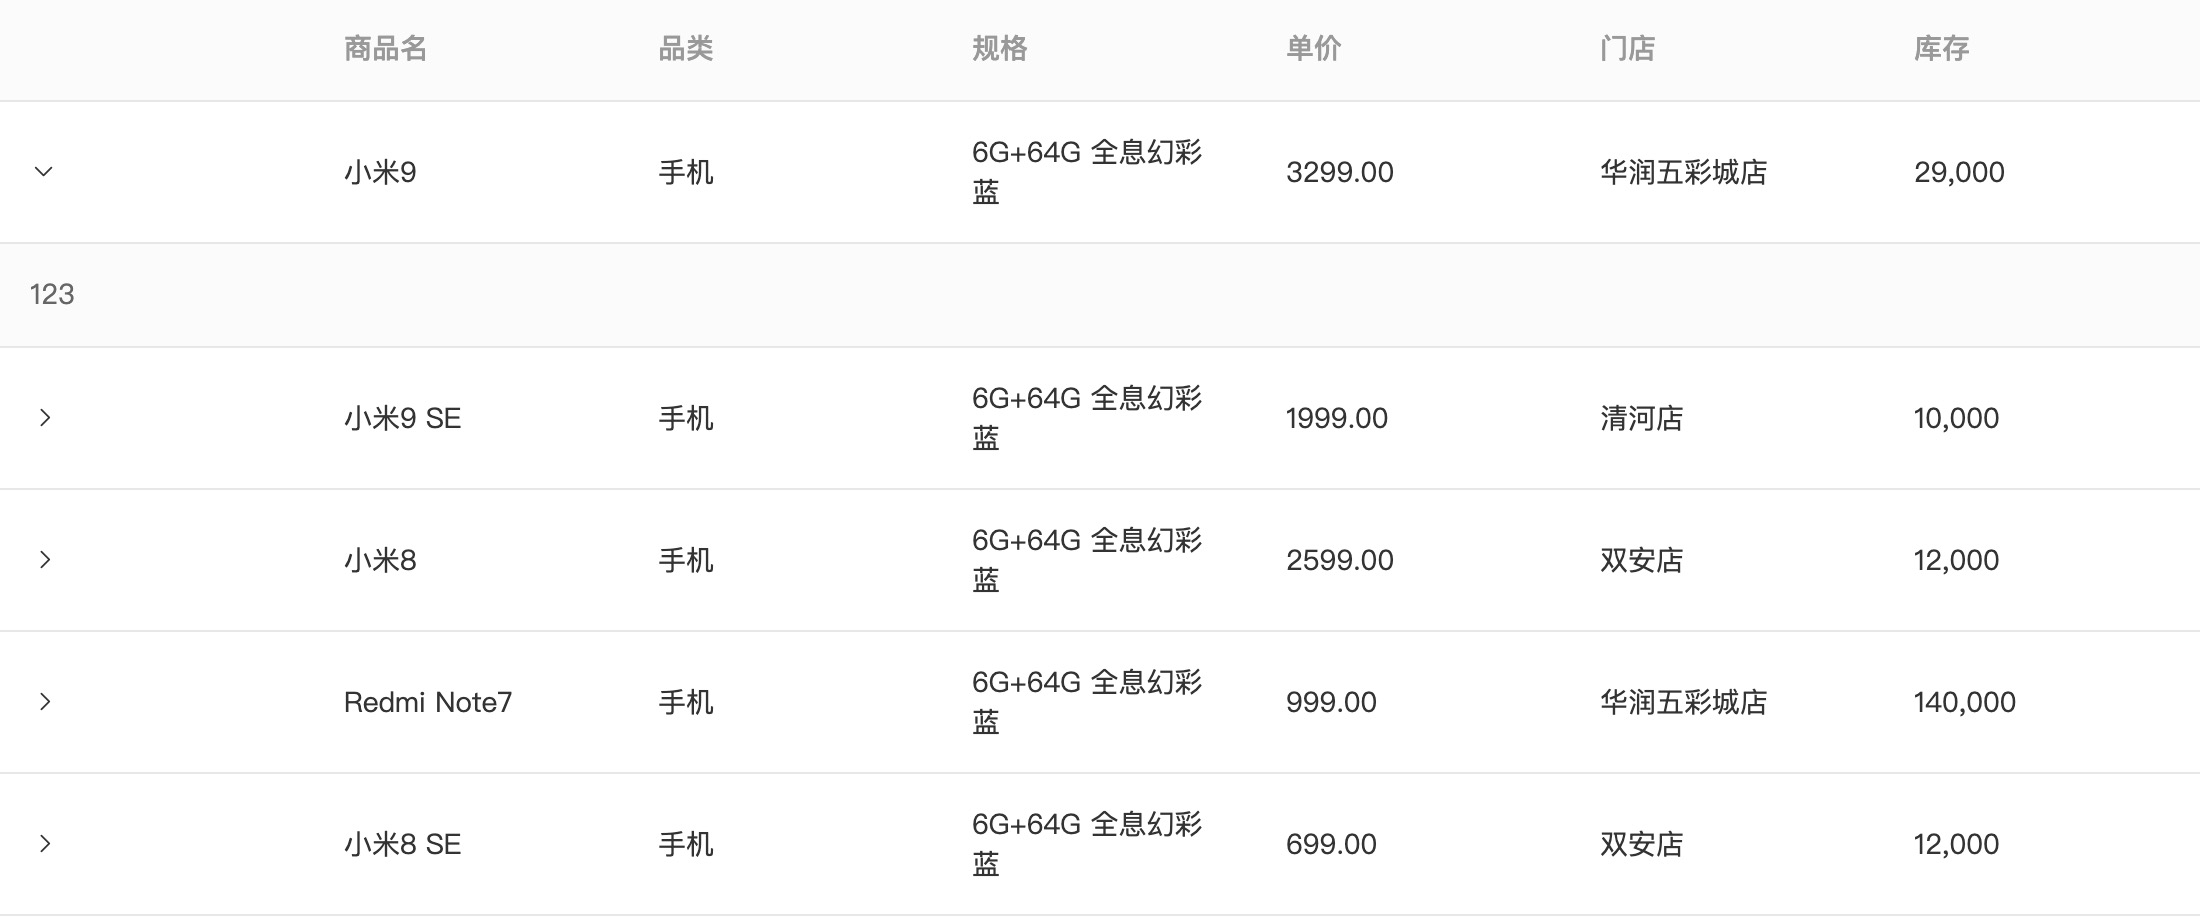 商品名 品类 规格 单价 门店 库存
小米9 手机 6G+64G 全息幻彩 3299.00 华润五彩城店 29,000
蓝
123
小米9 SE 手机 6G+64G 全息幻彩 1999.00 清河店 10,000
蓝
小米8 手机 6G+64G 全息幻彩 2599.00 双安店 12,000
蓝
Redmi Note7 手机 6G+64G 全息幻彩 999.00 华润五彩城店 140,000
蓝
小米8 SE 手机 6G+64G 全息幻彩 699.00 双安店 12,000
蓝